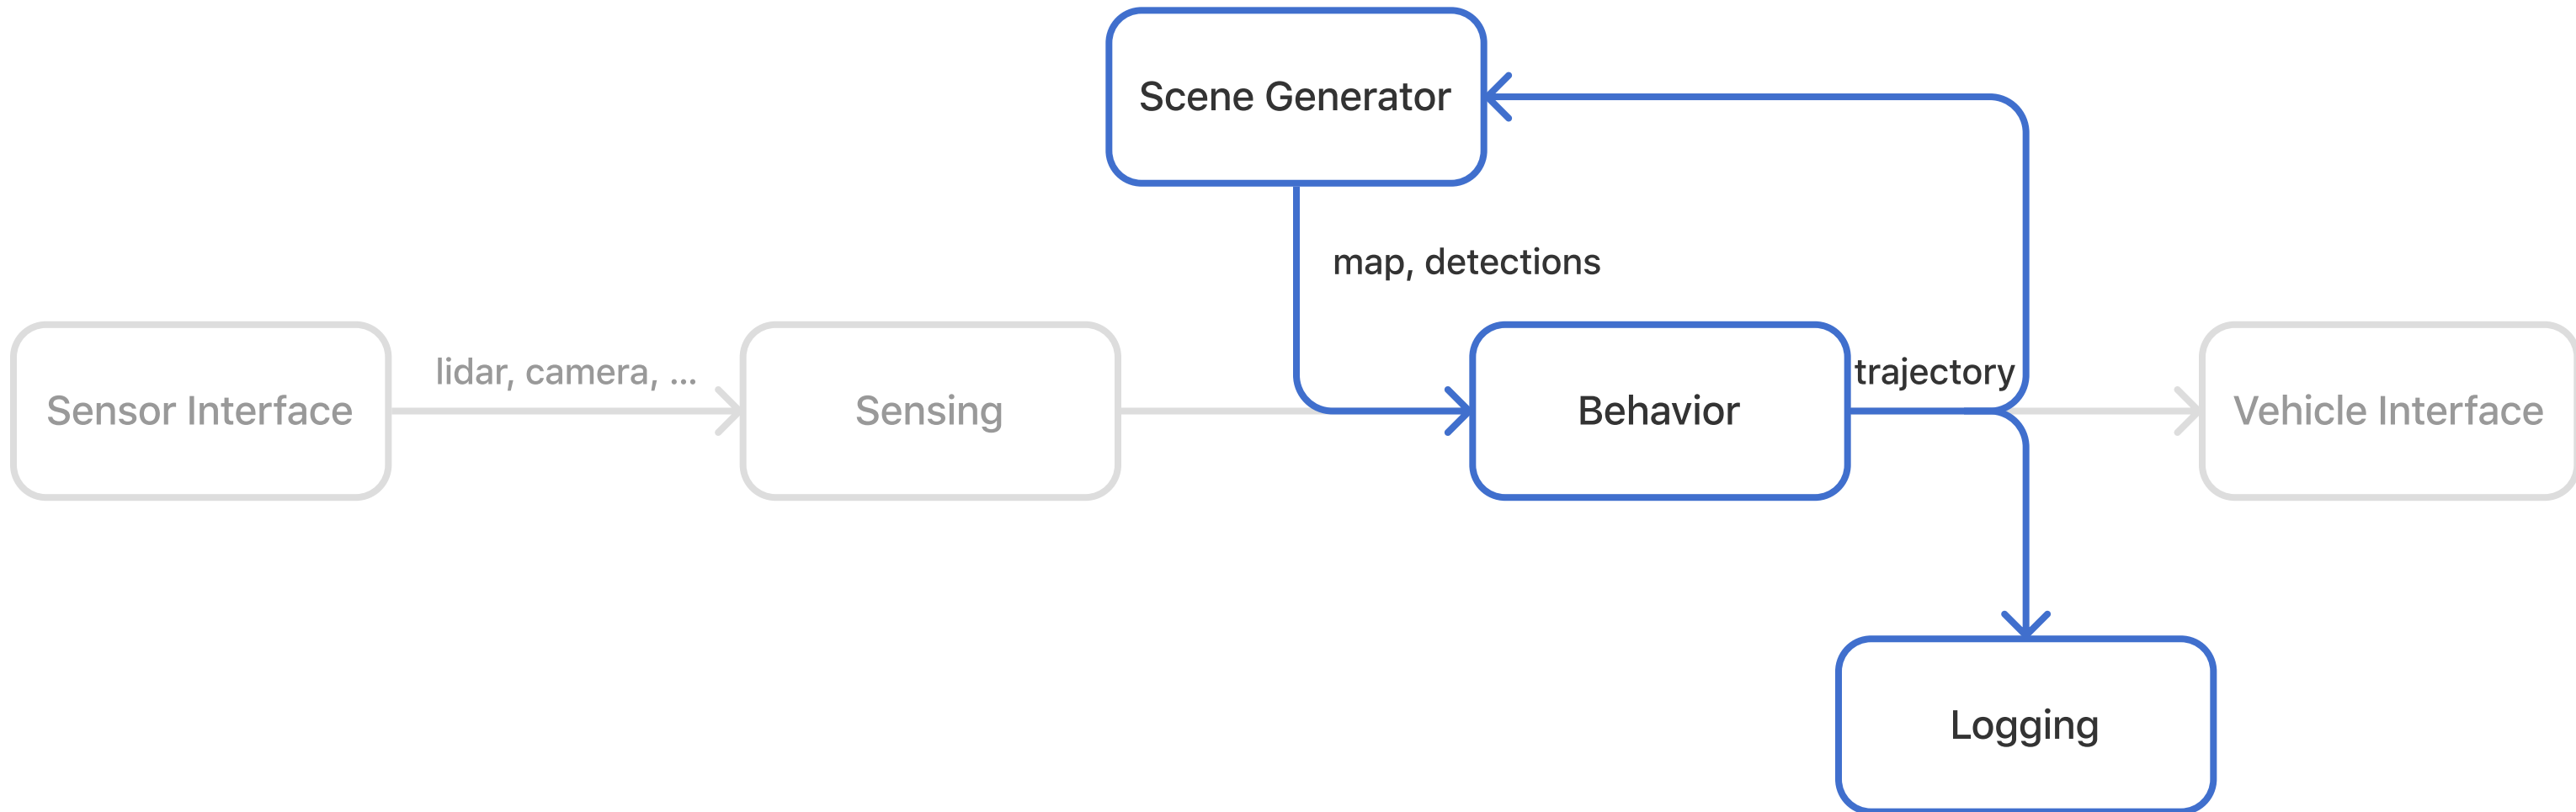 Scene Generator
map, detections
Sensor Interface
lidar, camera, ...
Sensing
Behavior
trajectory
Vehicle Interface
Logging